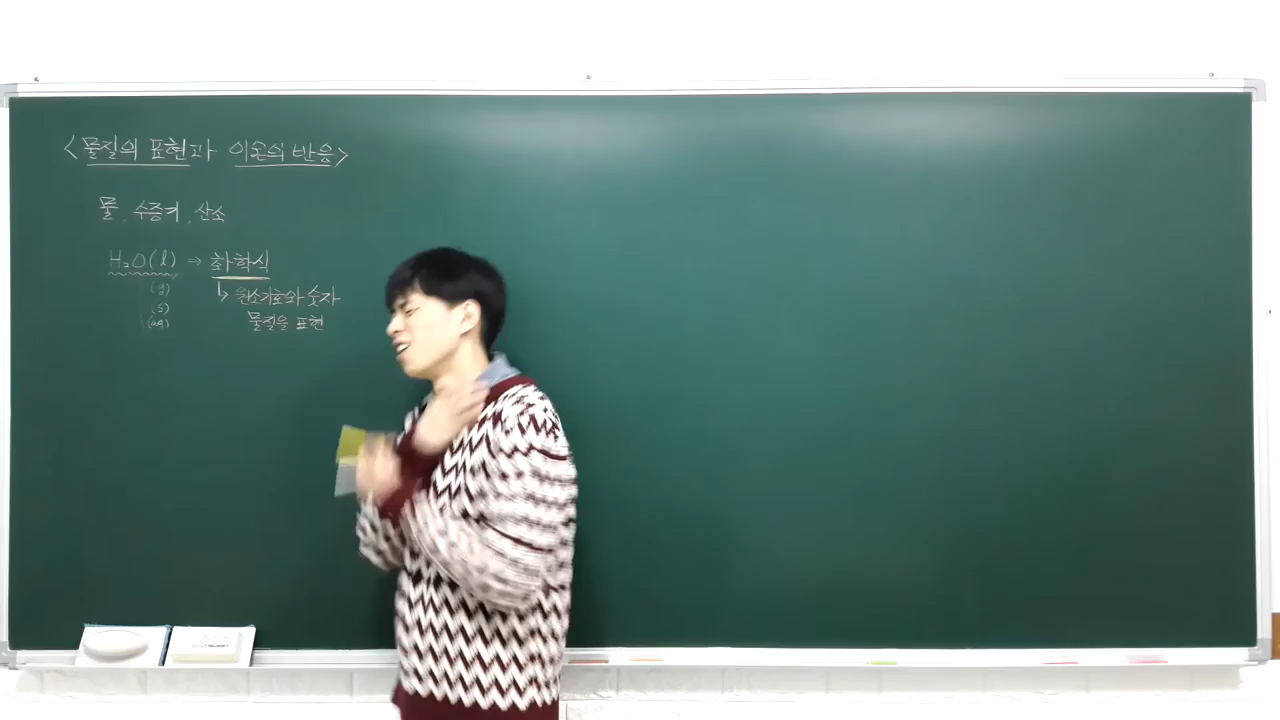 <물질의 표현과 이온의 반응>
물, 수증기, 산소
H₂O(l) ⇒ 화학식
(g) ↳ 원소기호와 숫자
(s)
물질을 표현
(aq)